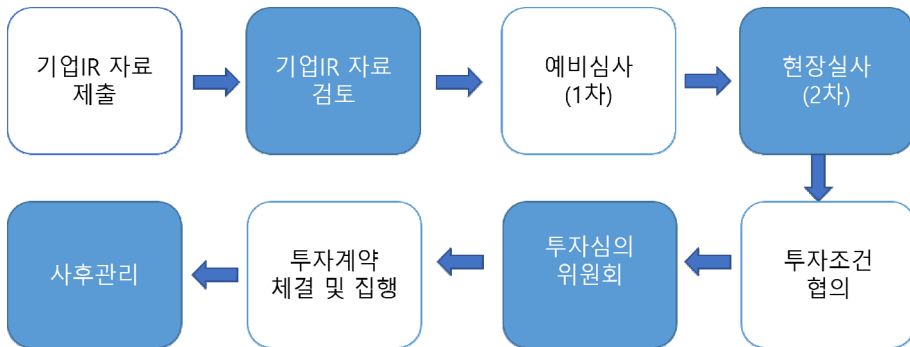 기업IR 자료
제출
기업IR 자료
검토
예비심사
(1차)
현장실사
(2차)
투자조건
협의
투자심의
위원회
투자계약
체결 및 집행
사후관리